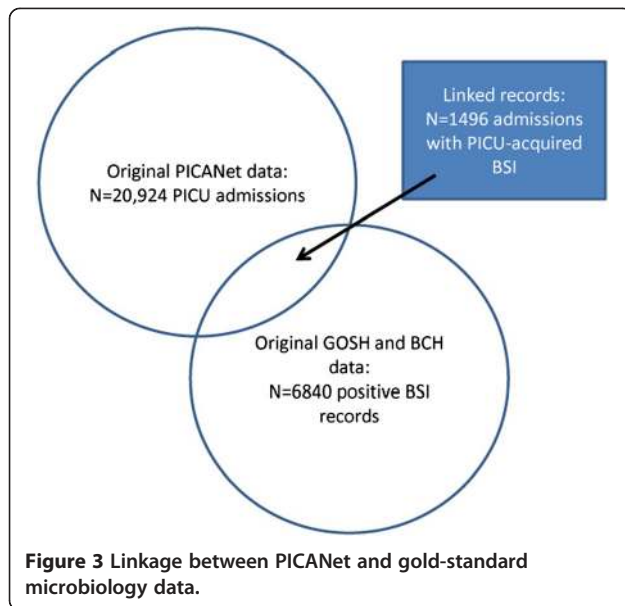 Original PICANet data:
N=20,924 PICU admissions
Linked records:
N=1496 admissions
with PICU-acquired
BSI
Original GOSH and BCH
data:
N=6840 positive BSI
records
Figure 3 Linkage between PICANet and gold-standard
microbiology data.